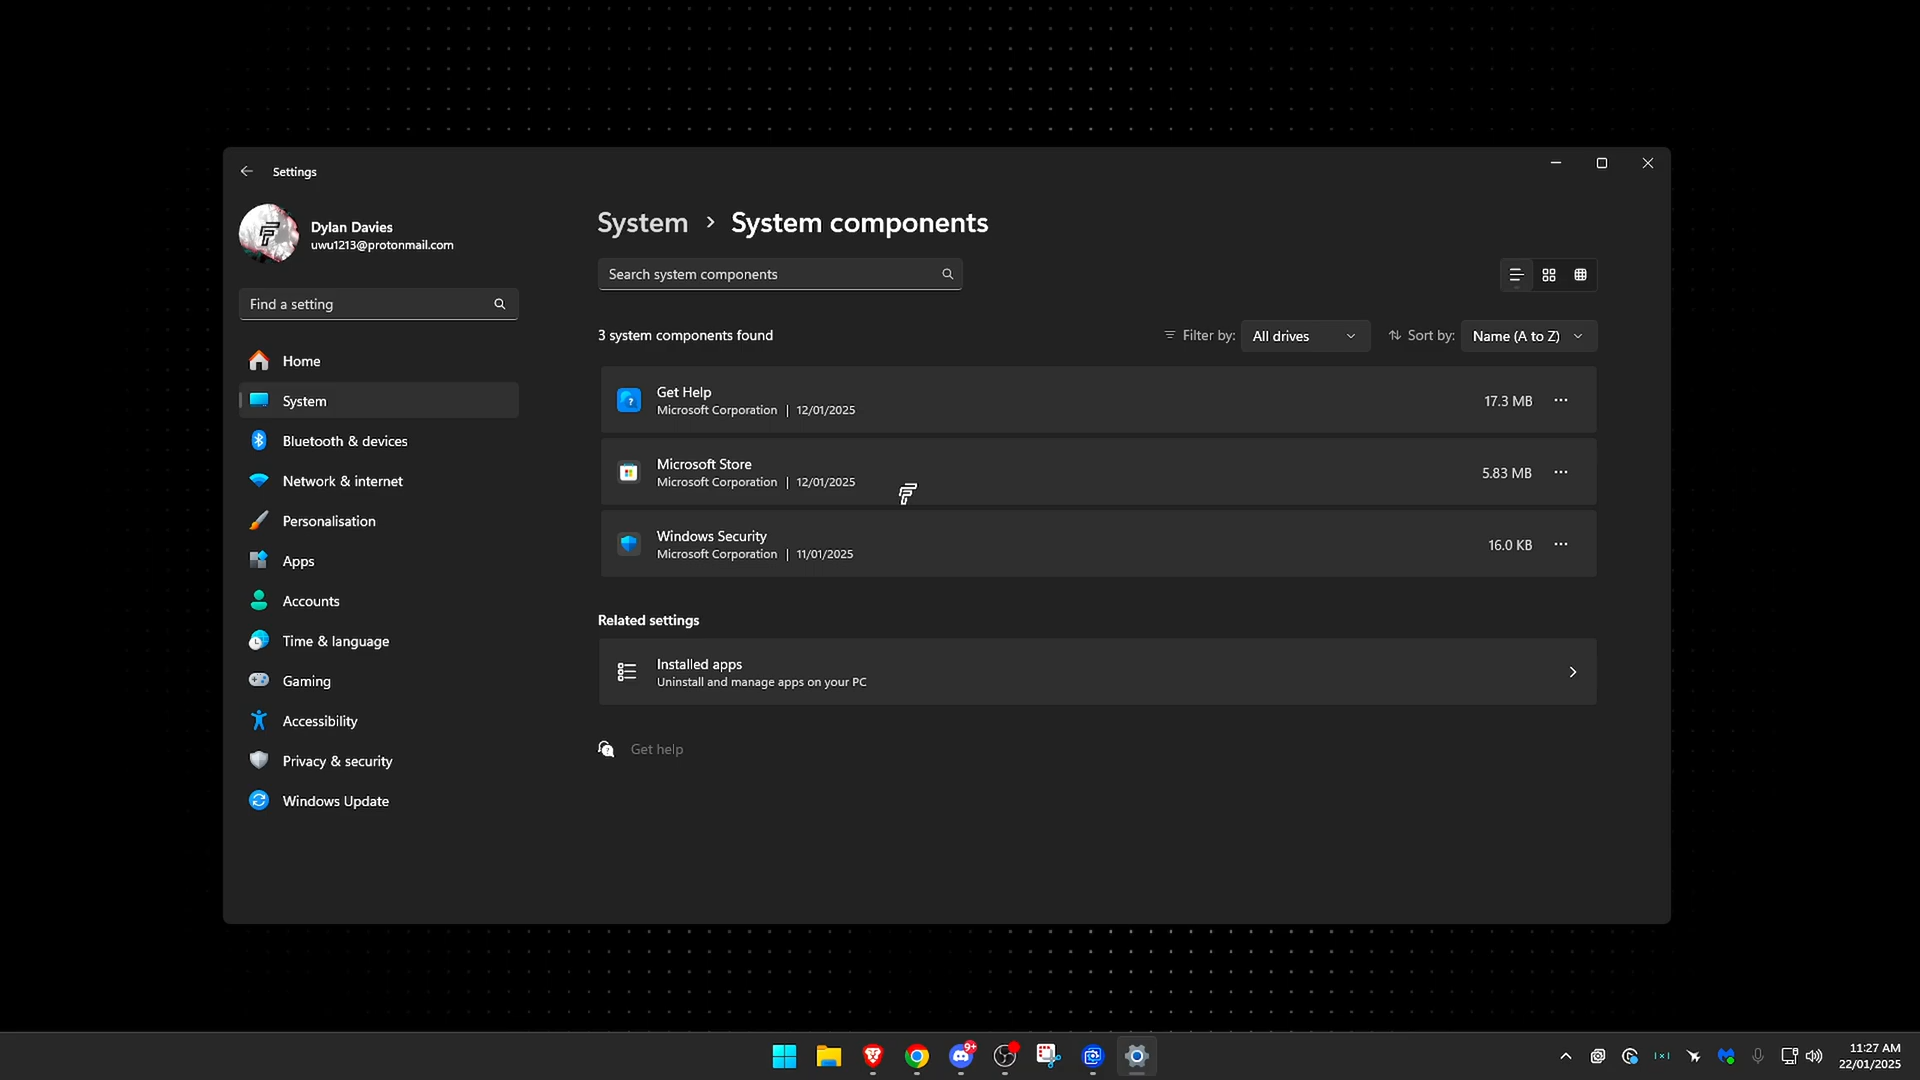 Settings
Dylan Davies
uwu1213@protonmail.com
Find a setting
Home
System
Bluetooth & devices
Network & internet
Personalisation
Apps
Accounts
Time & language
Gaming
Accessibility
Privacy & security
Windows Update
System > System components
Search system components
3 system components found
Filter by: All drives
Sort by: Name (A to Z)
Get Help
Microsoft Corporation | 12/01/2025
17.3 MB
Microsoft Store
Microsoft Corporation | 12/01/2025
5.83 MB
Windows Security
Microsoft Corporation | 11/01/2025
16.0 KB
Related settings
Installed apps
Uninstall and manage apps on your PC
Get help
9+
11:27 AM
22/01/2025